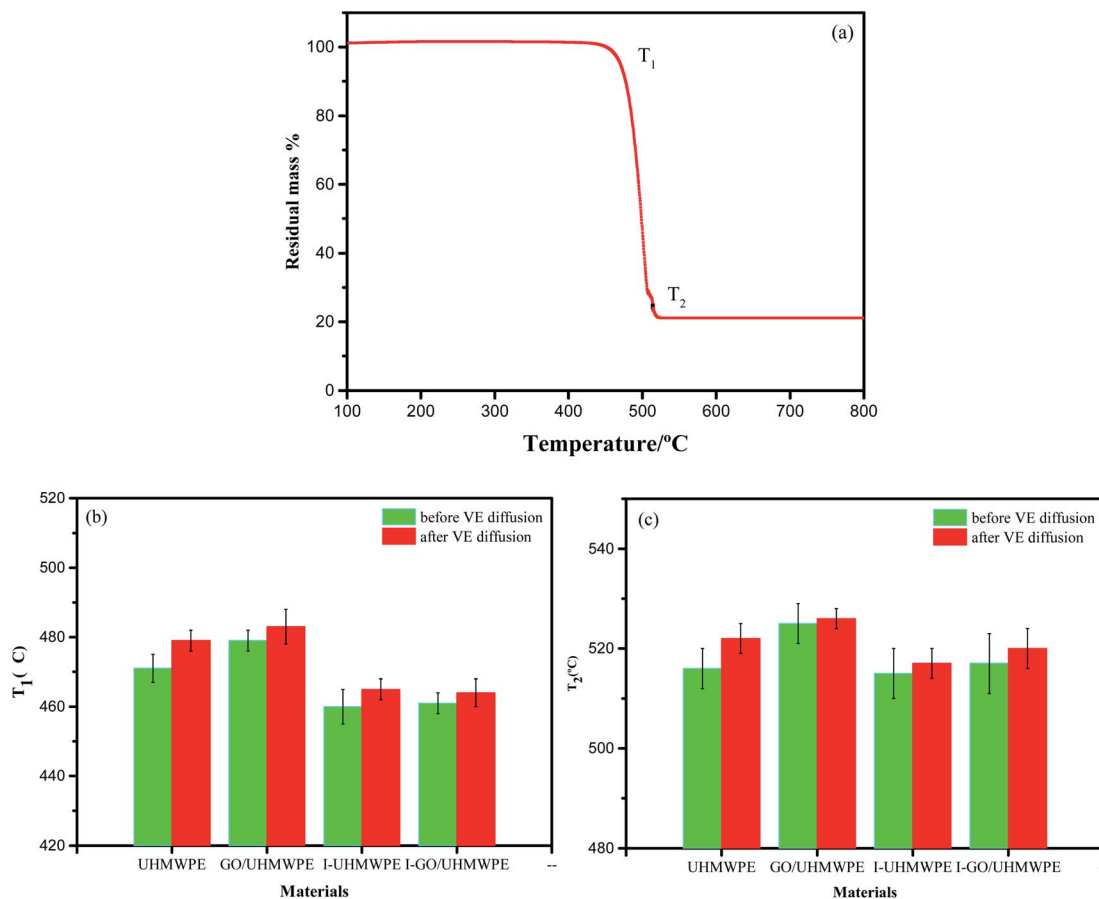 (a)
T1
T2
Residual mass %
100
80
60
40
20
0
100 200 300 400 500 600 700 800
Temperature/ºC
(b)
before VE diffusion
after VE diffusion
T1( C)
520
500
480
460
440
420
UHMWPE GO/UHMWPE I-UHMWPE I-GO/UHMWPE --
Materials
(c)
before VE diffusion
after VE diffusion
T2(ºC)
540
520
500
480
UHMWPE GO/UHMWPE I-UHMWPE I-GO/UHMWPE
Materials